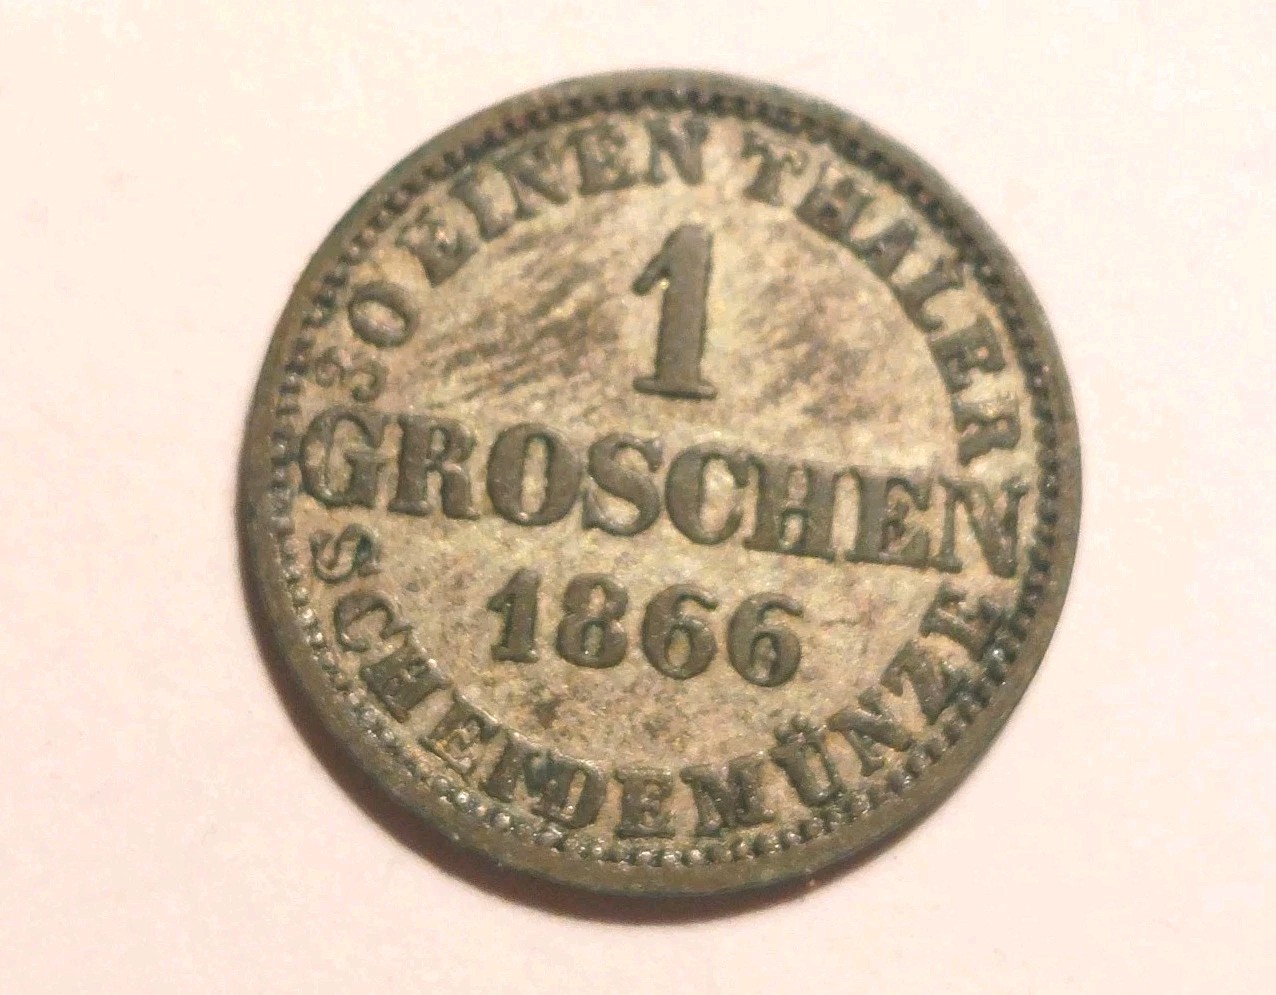 30 EINEN THALER
1
GROSCHEN
1866
SCHEIDEMÜNZE